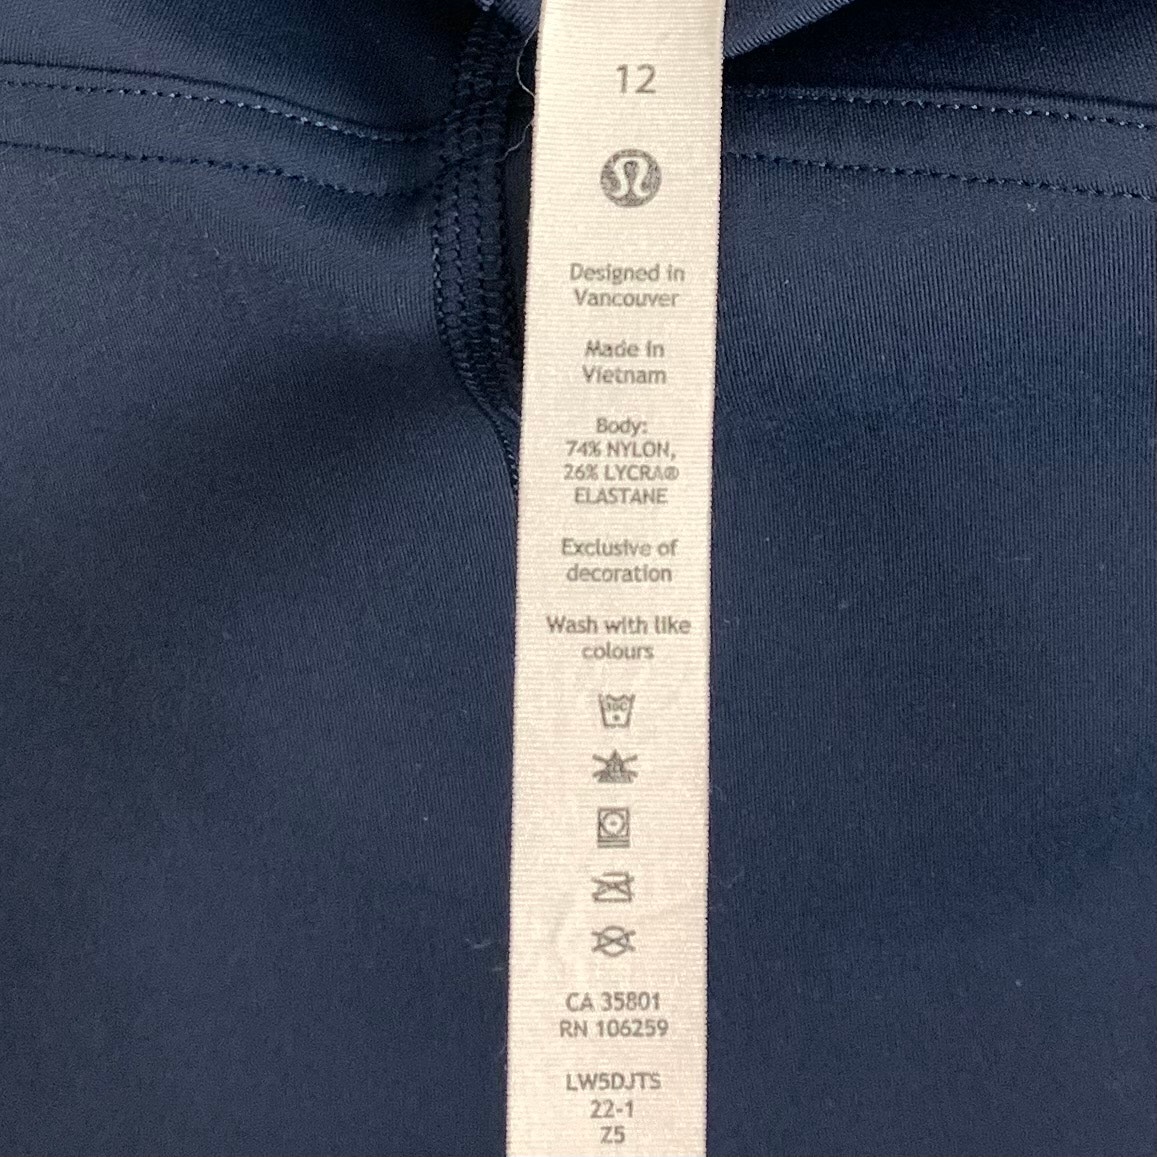 12
Designed in
Vancouver
Made in
Vietnam
Body:
74% NYLON,
26% LYCRA®
ELASTANE
Exclusive of
decoration
Wash with like
colours
CA 35801
RN 106259
LW5DJTS
22-1
Z5